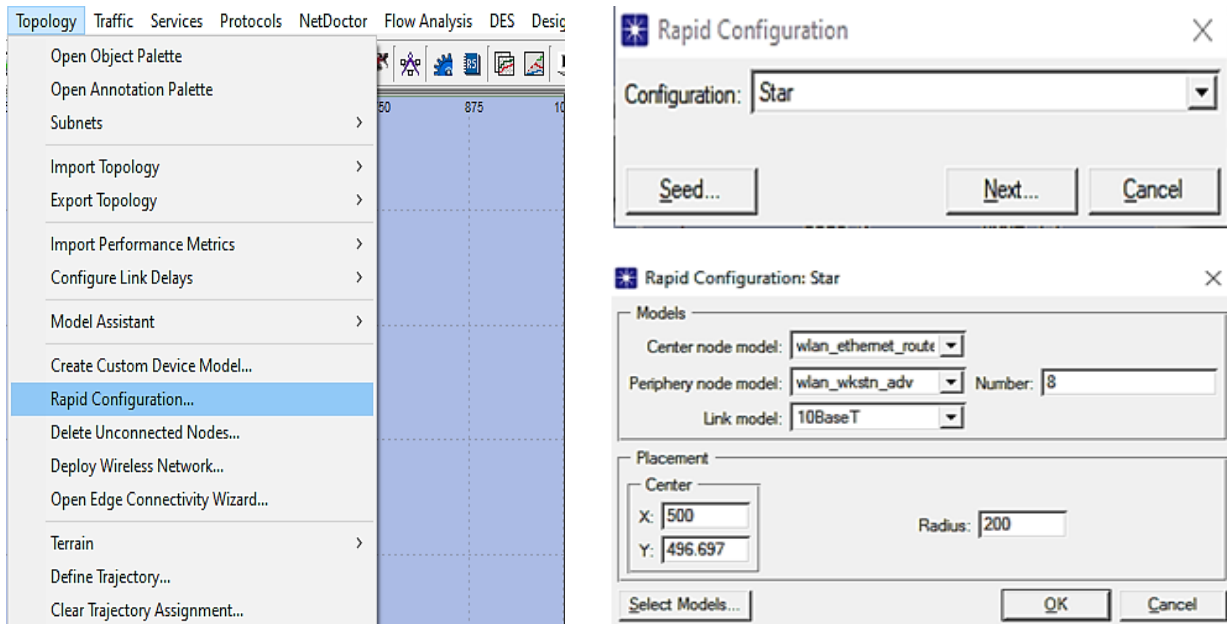 Topology Traffic Services Protocols NetDoctor Flow Analysis DES Desig
Open Object Palette
Open Annotation Palette
Subnets
Import Topology
Export Topology
Import Performance Metrics
Configure Link Delays
Model Assistant
Create Custom Device Model...
Rapid Configuration...
Delete Unconnected Nodes...
Deploy Wireless Network...
Open Edge Connectivity Wizard...
Terrain
Define Trajectory...
Clear Trajectory Assignment...
RS
50 875 10
Rapid Configuration
Configuration: Star
Seed... Next... Cancel
Rapid Configuration: Star
Models
Center node model: wlan_ethernet_route
Periphery node model: wlan_wkstn_adv Number: 8
Link model: 10BaseT
Placement
Center
X: 500
Radius: 200
Y: 496.697
Select Models... OK Cancel